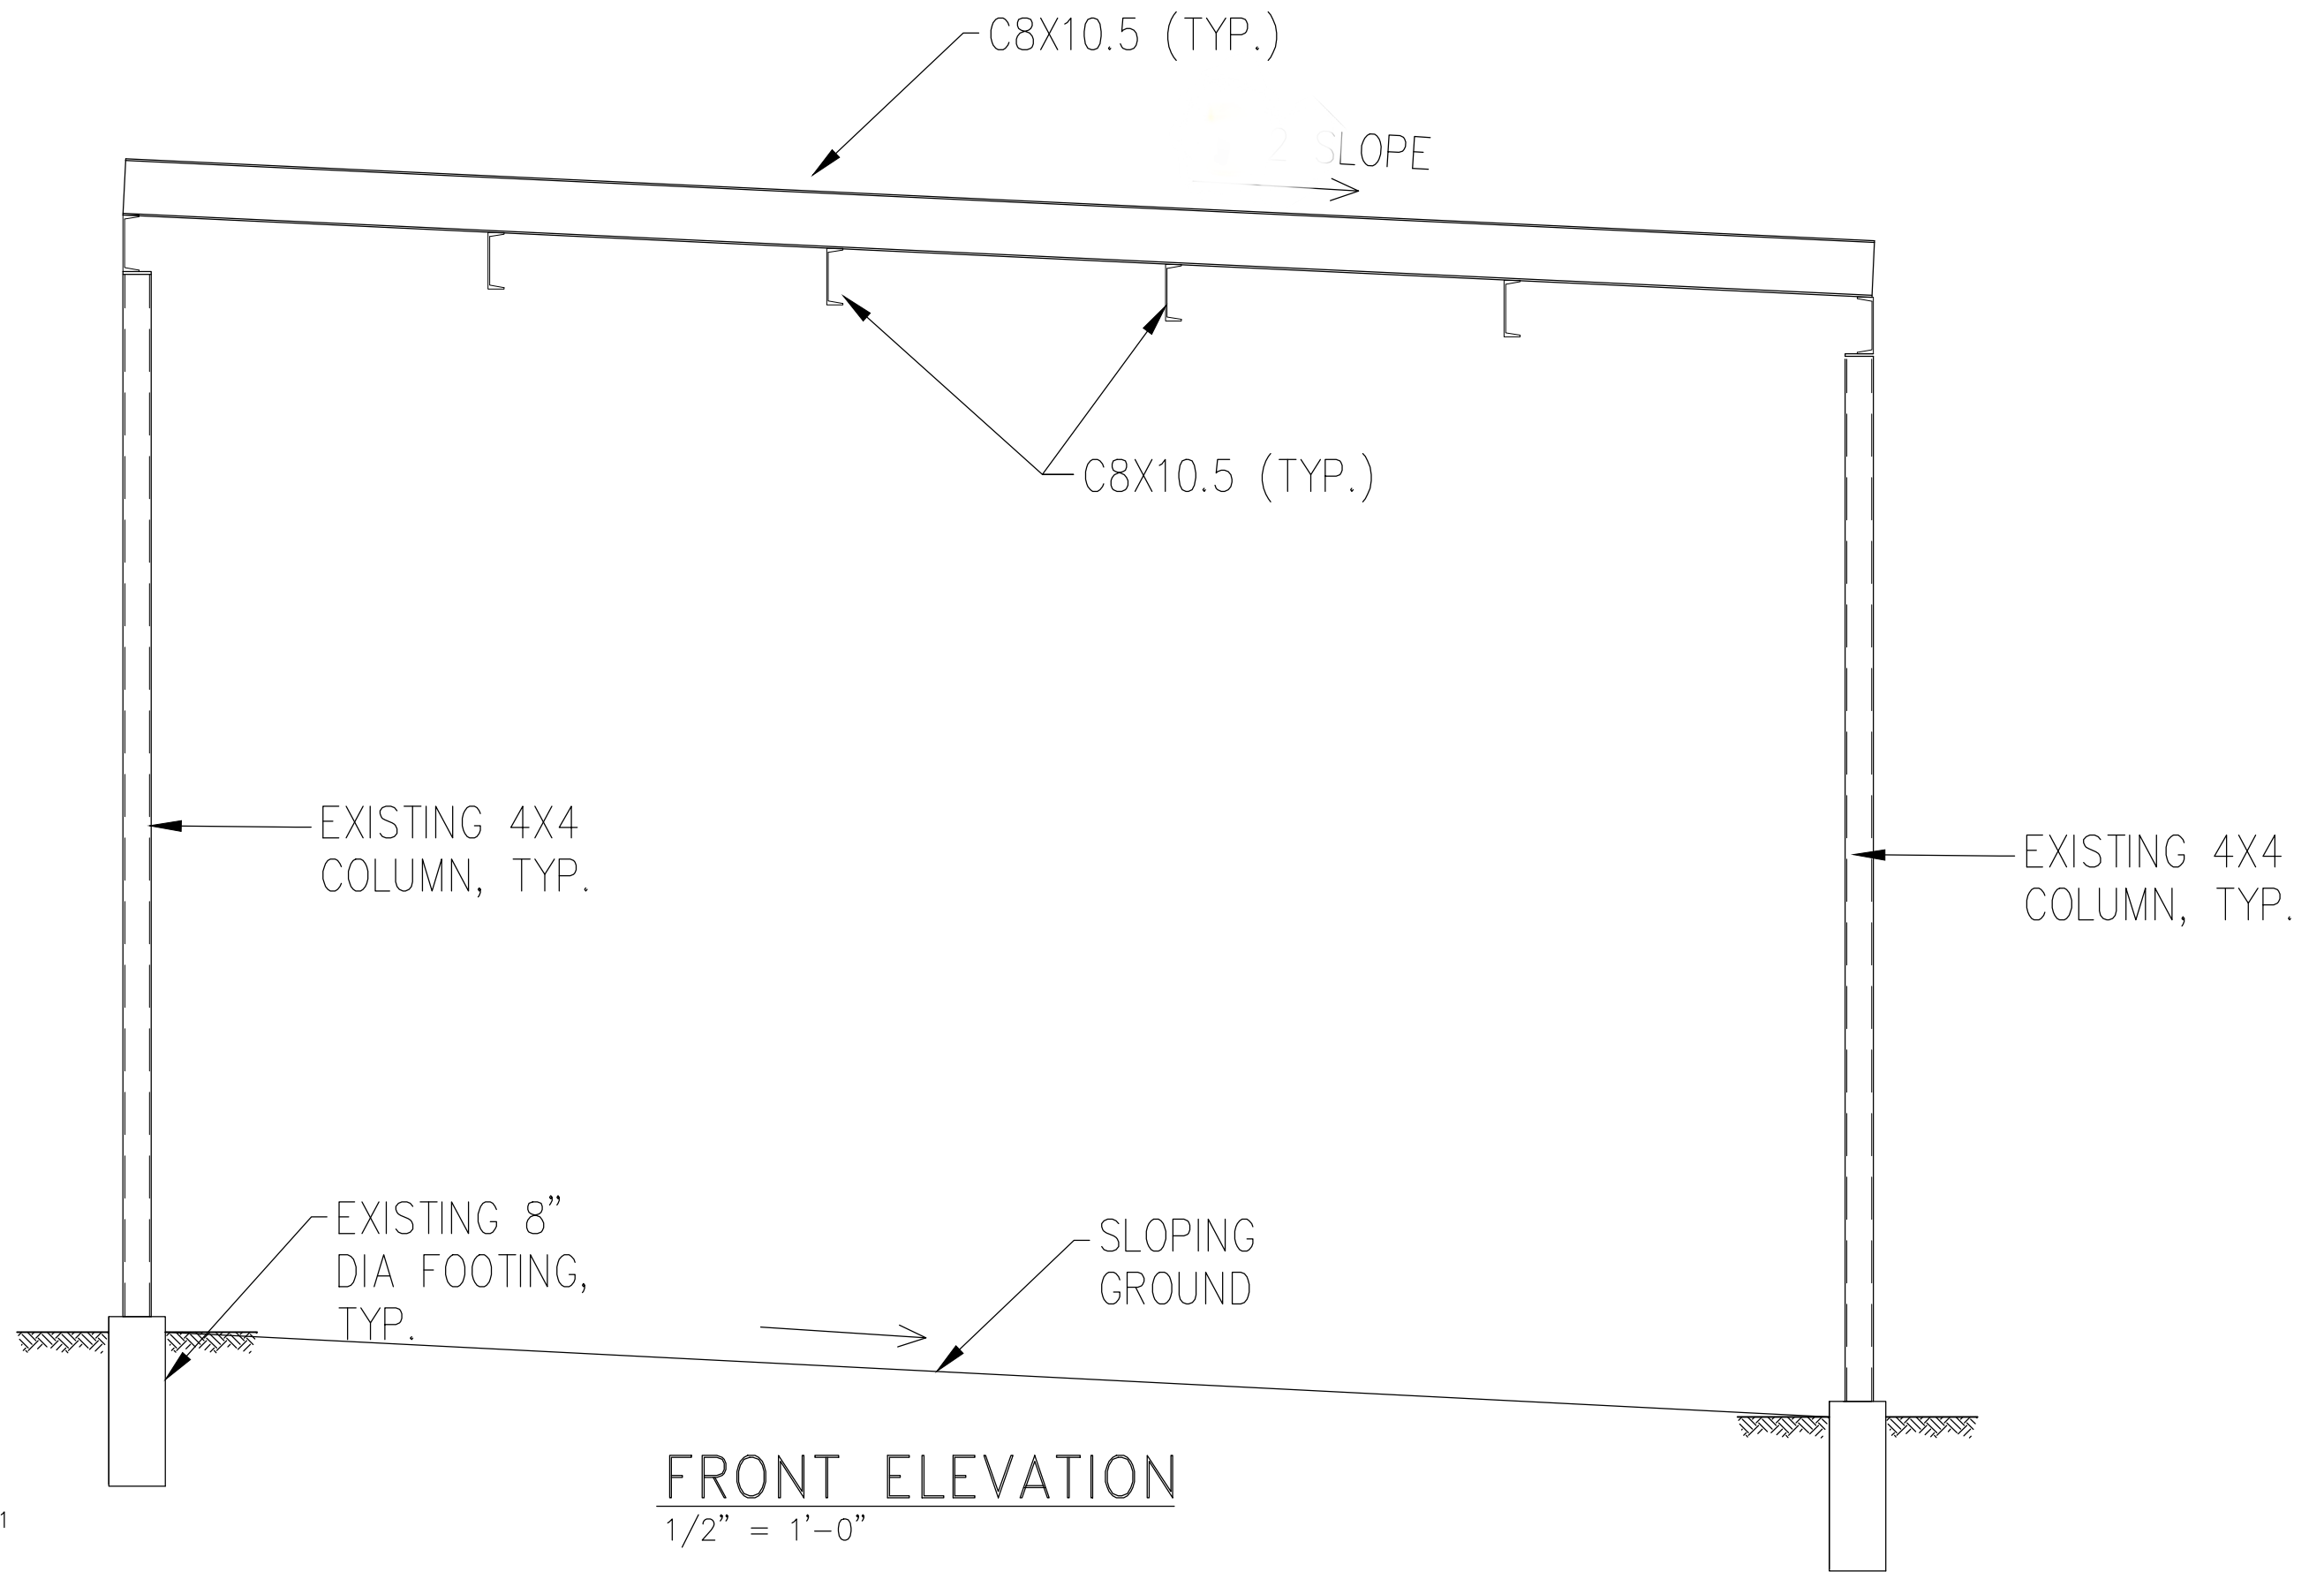 C8X10.5 (TYP.)
2 SLOPE
C8X10.5 (TYP.)
EXISTING 4X4
COLUMN, TYP.
EXISTING 4X4
COLUMN, TYP.
EXISTING 8"
DIA FOOTING,
TYP.
SLOPING
GROUND
FRONT ELEVATION
1/2" = 1'-0"
1